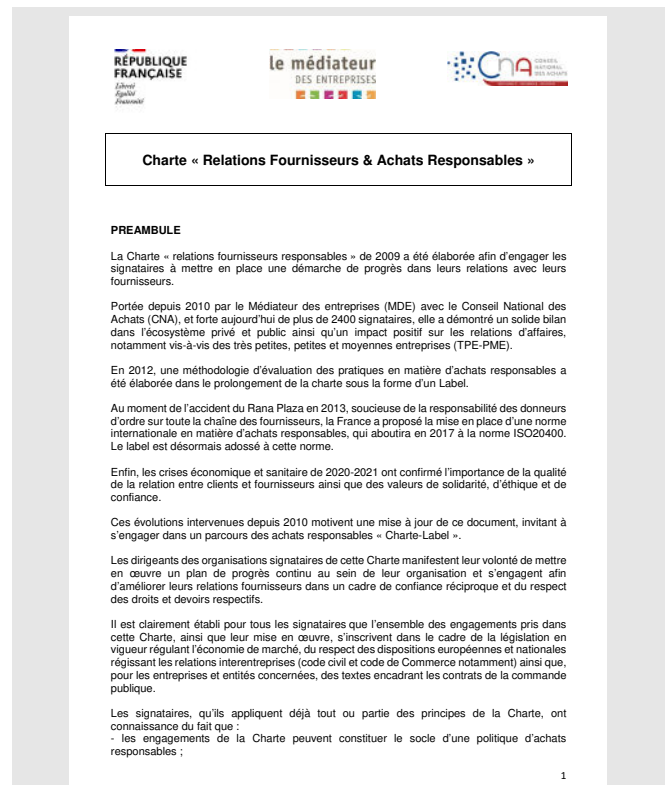 RÉPUBLIQUE
FRANÇAISE
Liberté
Égalité
Fraternité
le médiateur
DES ENTREPRISES
CNA
CONSEIL
NATIONAL
DES ACHATS
Charte « Relations Fournisseurs & Achats Responsables »
PREAMBULE
La Charte « relations fournisseurs responsables » de 2009 a été élaborée afin d'engager les
signataires à mettre en place une démarche de progrès dans leurs relations avec leurs
fournisseurs.
Portée depuis 2010 par le Médiateur des entreprises (MDE) avec le Conseil National des
Achats (CNA), et forte aujourd'hui de plus de 2400 signataires, elle a démontré un solide bilan
dans l'écosystème privé et public ainsi qu'un impact positif sur les relations d'affaires,
notamment vis-à-vis des très petites, petites et moyennes entreprises (TPE-PME).
En 2012, une méthodologie d'évaluation des pratiques en matière d'achats responsables a
été élaborée dans le prolongement de la charte sous la forme d'un Label.
Au moment de l'accident du Rana Plaza en 2013, soucieuse de la responsabilité des donneurs
d'ordre sur toute la chaîne des fournisseurs, la France a proposé la mise en place d'une norme
internationale en matière d'achats responsables, qui aboutira en 2017 à la norme ISO20400.
Le label est désormais adossé à cette norme.
Enfin, les crises économique et sanitaire de 2020-2021 ont confirmé l'importance de la qualité
de la relation entre clients et fournisseurs ainsi que des valeurs de solidarité, d'éthique et de
confiance.
Ces évolutions intervenues depuis 2010 motivent une mise à jour de ce document, invitant à
s'engager dans un parcours des achats responsables « Charte-Label ».
Les dirigeants des organisations signataires de cette Charte manifestent leur volonté de mettre
en œuvre un plan de progrès continu au sein de leur organisation et s'engagent afin
d'améliorer leurs relations fournisseurs dans un cadre de confiance réciproque et du respect
des droits et devoirs respectifs.
Il est clairement établi pour tous les signataires que l'ensemble des engagements pris dans
cette Charte, ainsi que leur mise en œuvre, s'inscrivent dans le cadre de la législation en
vigueur régulant l'économie de marché, du respect des dispositions européennes et nationales
régissant les relations interentreprises (code civil et code de Commerce notamment) ainsi que,
pour les entreprises et entités concernées, des textes encadrant les contrats de la commande
publique.
Les signataires, qu'ils appliquent déjà tout ou partie des principes de la Charte, ont
connaissance du fait que :
- les engagements de la Charte peuvent constituer le socle d'une politique d'achats
responsables ;
1